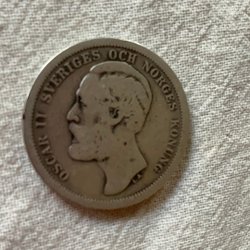 OSCAR II SVERIGES OCH NORGES KONUNG